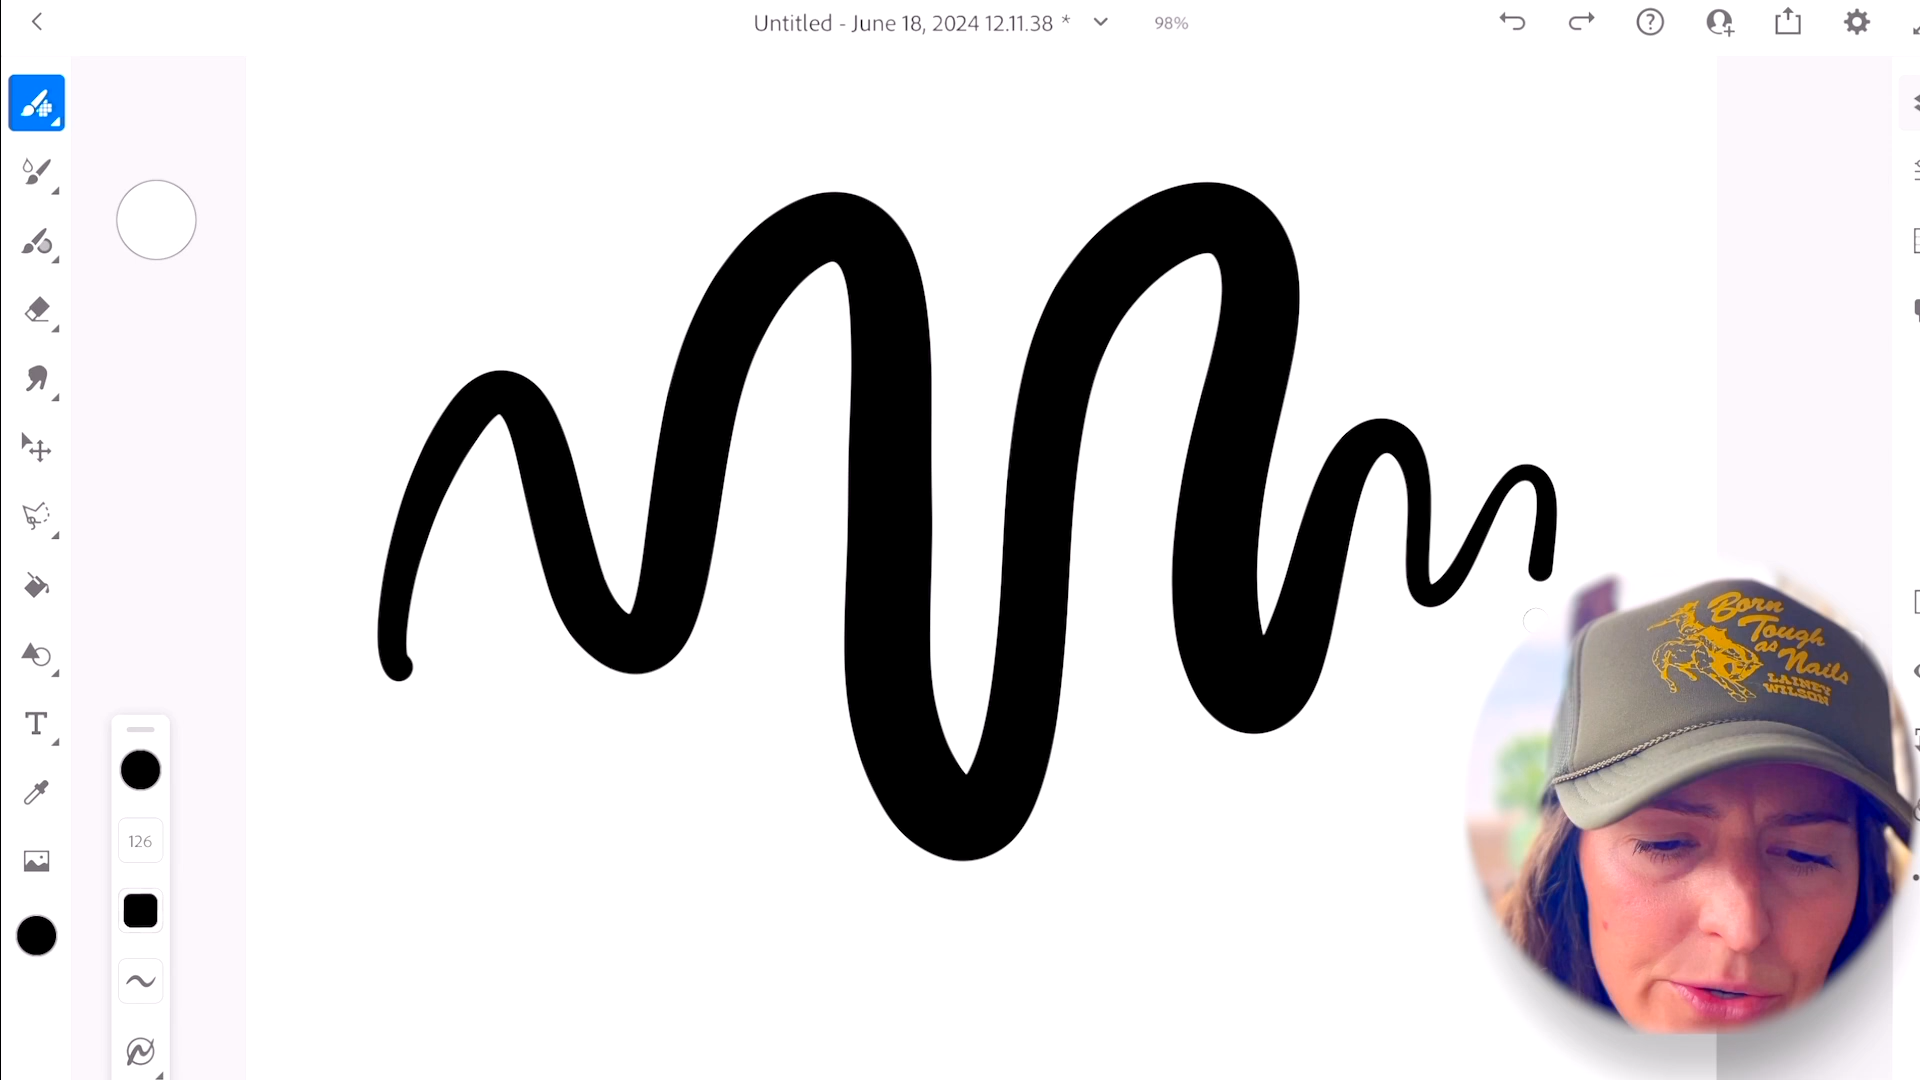 Untitled - June 18, 2024 12.11.38 *
98%
T
126
Born
Tough
as Nails
LAINEY
WILSON